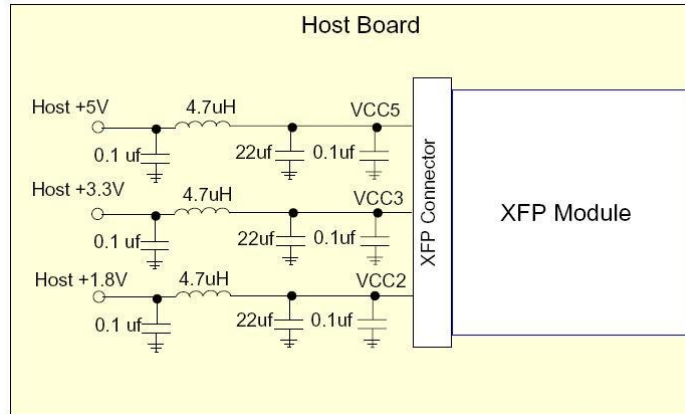 Host Board
Host +5V
4.7uH
VCC5
0.1 uf
22uf
0.1uf
Host +3.3V
4.7uH
VCC3
0.1 uf
22uf
0.1uf
Host +1.8V
4.7uH
VCC2
0.1 uf
22uf
0.1uf
XFP Connector
XFP Module